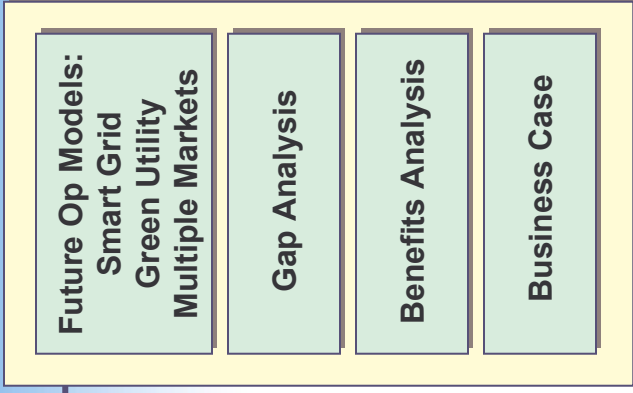 Future Op Models:
Smart Grid
Green Utility
Multiple Markets
Gap Analysis
Benefits Analysis
Business Case